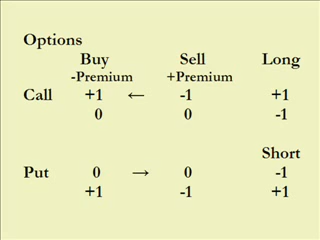 Options
Buy Sell Long
-Premium +Premium
Call +1 ← -1 +1
0 0 -1
Short
Put 0 → 0 -1
+1 -1 +1